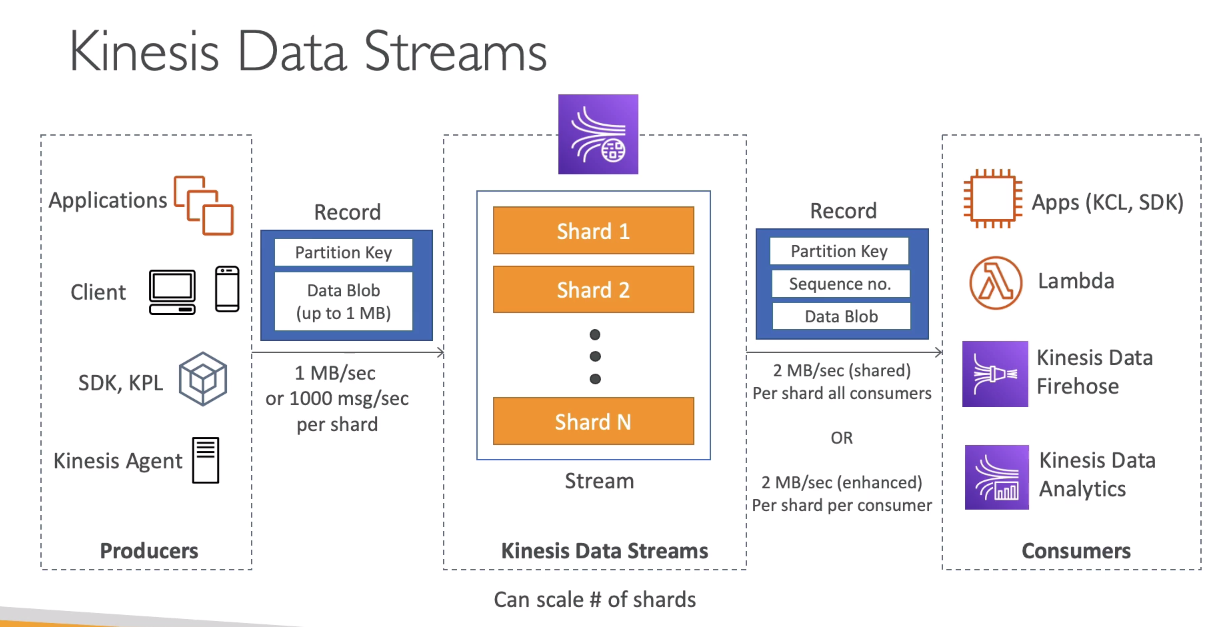 Kinesis Data Streams
Applications
Client
SDK, KPL
Kinesis Agent
Producers
Record
Partition Key
Data Blob
(up to 1 MB)
1 MB/sec
or 1000 msg/sec
per shard
Shard 1
Shard 2
Shard N
Stream
Kinesis Data Streams
Can scale # of shards
Record
Partition Key
Sequence no.
Data Blob
2 MB/sec (shared)
Per shard all consumers
OR
2 MB/sec (enhanced)
Per shard per consumer
Apps (KCL, SDK)
Lambda
Kinesis Data
Firehose
Kinesis Data
Analytics
Consumers